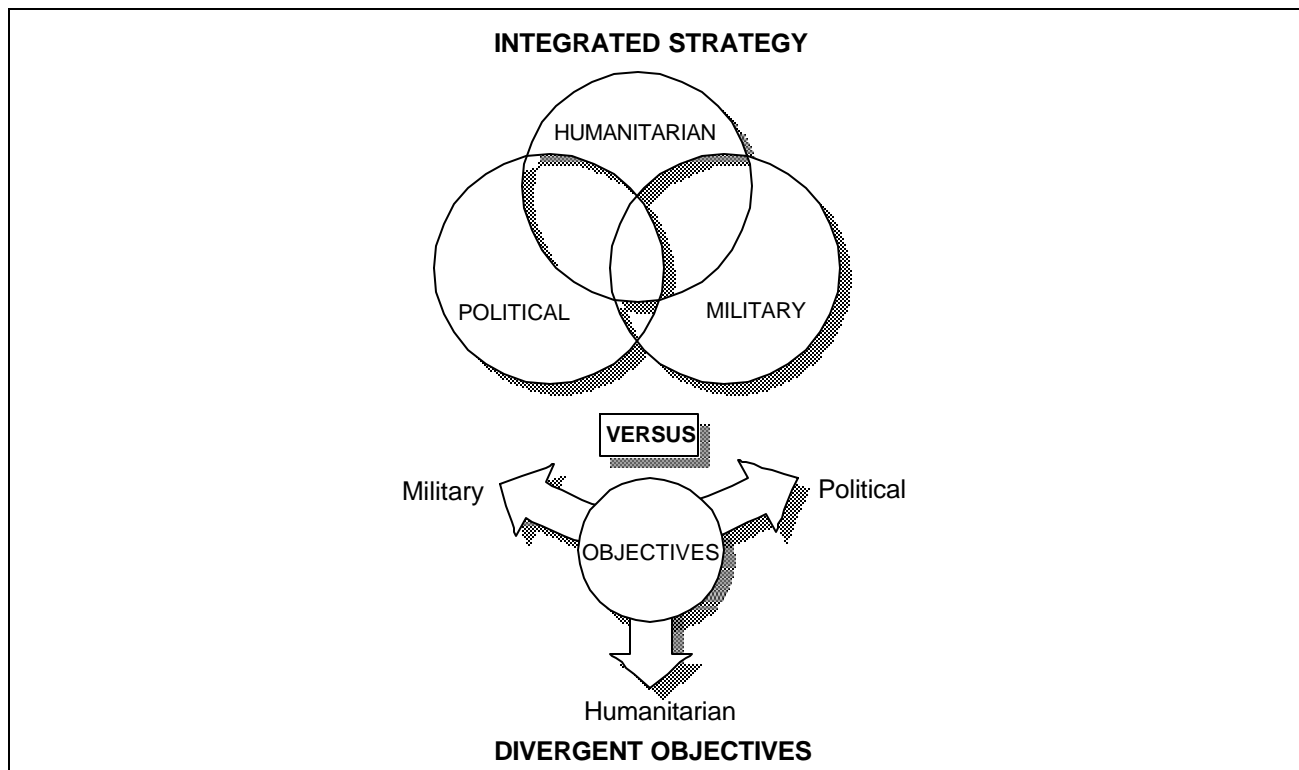 INTEGRATED STRATEGY
HUMANITARIAN
POLITICAL
MILITARY
VERSUS
Military
Political
OBJECTIVES
Humanitarian
DIVERGENT OBJECTIVES